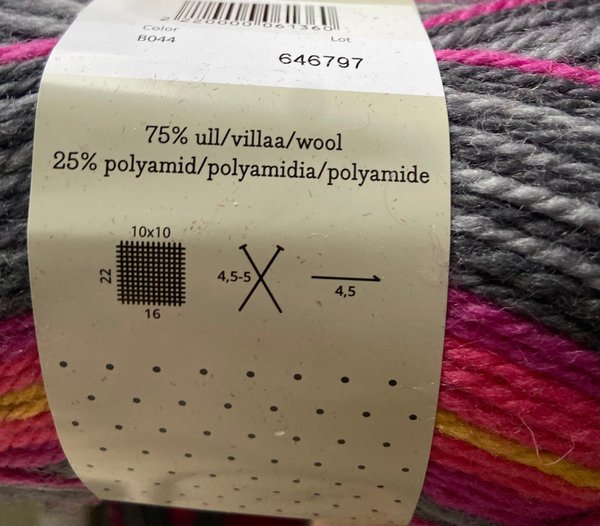 Color
Lot
B044
646797
75% ull/villaa/wool
25% polyamid/polyamidia/polyamide
10x10
22
16
4,5-5
4,5